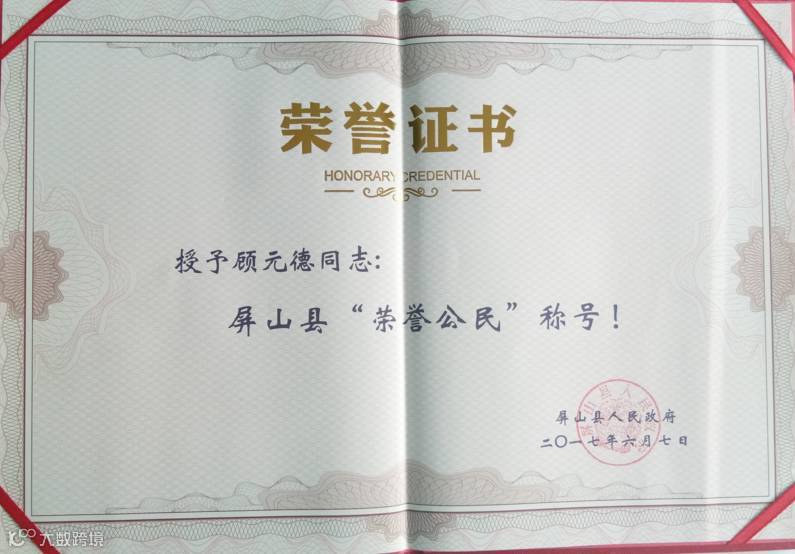 荣誉证书
HONORARY CREDENTIAL
授予顾元德同志：
屏山县“荣誉公民”称号！
屏山县人民政府
二〇一七年六月七日
大数跨境